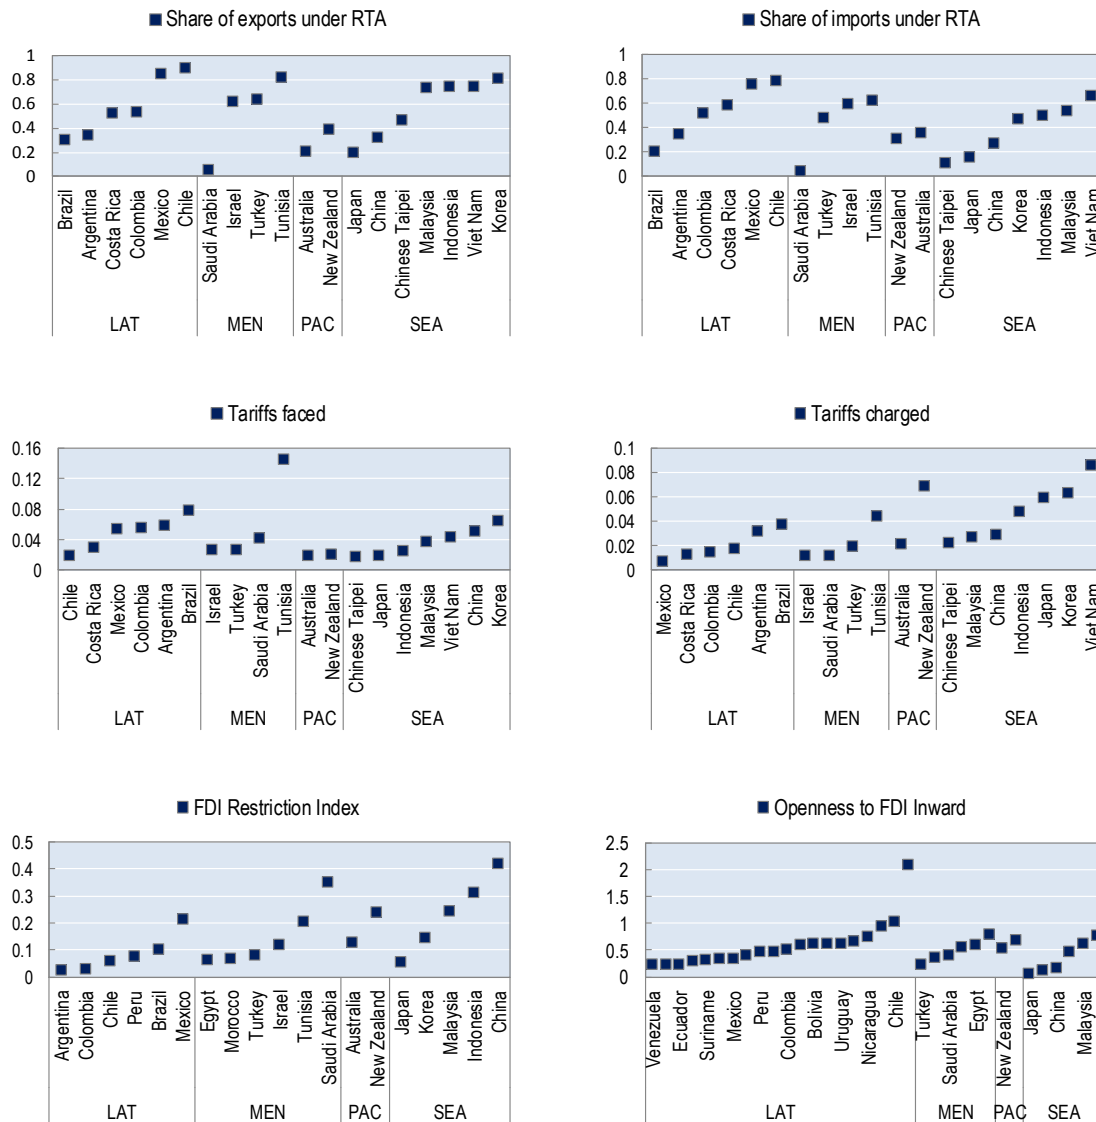 Share of exports under RTA
1
0.8
0.6
0.4
0.2
0
Brazil
Argentina
Costa Rica
Colombia
Mexico
Chile
Saudi Arabia
Israel
Turkey
Tunisia
Australia
New Zealand
Japan
China
Chinese Taipei
Malaysia
Indonesia
Viet Nam
Korea
LAT MEN PAC SEA
Share of imports under RTA
1
0.8
0.6
0.4
0.2
0
Brazil
Argentina
Colombia
Costa Rica
Mexico
Chile
Saudi Arabia
Turkey
Israel
Tunisia
New Zealand
Australia
Chinese Taipei
Japan
China
Korea
Indonesia
Malaysia
Viet Nam
LAT MEN PAC SEA
Tariffs faced
0.16
0.12
0.08
0.04
0
Chile
Costa Rica
Mexico
Colombia
Argentina
Brazil
Israel
Turkey
Saudi Arabia
Tunisia
Australia
New Zealand
Chinese Taipei
Japan
Indonesia
Malaysia
Viet Nam
China
Korea
LAT MEN PAC SEA
Tariffs charged
0.1
0.08
0.06
0.04
0.02
0
Mexico
Costa Rica
Colombia
Chile
Argentina
Brazil
Israel
Saudi Arabia
Turkey
Tunisia
Australia
New Zealand
Chinese Taipei
Malaysia
China
Indonesia
Japan
Korea
Viet Nam
LAT MEN PAC SEA
FDI Restriction Index
0.5
0.4
0.3
0.2
0.1
0
Argentina
Colombia
Chile
Peru
Brazil
Mexico
Egypt
Morocco
Turkey
Israel
Tunisia
Saudi Arabia
Australia
New Zealand
Japan
Korea
Malaysia
Indonesia
China
LAT MEN PAC SEA
Openness to FDI Inward
2.5
2
1.5
1
0.5
0
Venezuela
Ecuador
Suriname
Mexico
Peru
Colombia
Bolivia
Uruguay
Nicaragua
Chile
Turkey
Saudi Arabia
Egypt
New Zealand
Japan
China
Malaysia
LAT MEN PAC SEA